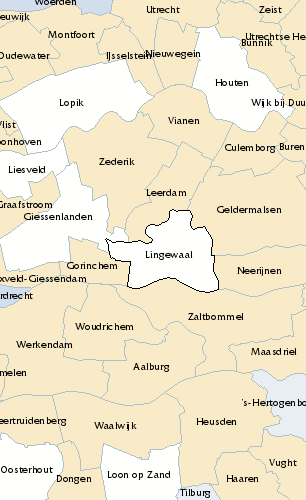 Woerden
Utrecht
Zeist
euwijk
Montfoort
Utrechtse He
Bunnik
Oudewater
IJsselstein
Nieuwegein
Houten
Lopik
Wijk bij Duu
Vianen
Vlist
oonhoven
Culemborg
Buren
Zederik
Liesveld
Leerdam
Graafstroom
Giessenlanden
Geldermalsen
Lingewaal
Gorinchem
Neerijnen
xveld-Giessendam
rdrecht
Zaltbommel
Woudrichem
Werkendam
Maasdriel
Aalburg
melen
's-Hertogenbo
eertruidenberg
Waalwijk
Heusden
Oosterhout
Loon op Zand
Vught
Dongen
Haaren
Tilburg